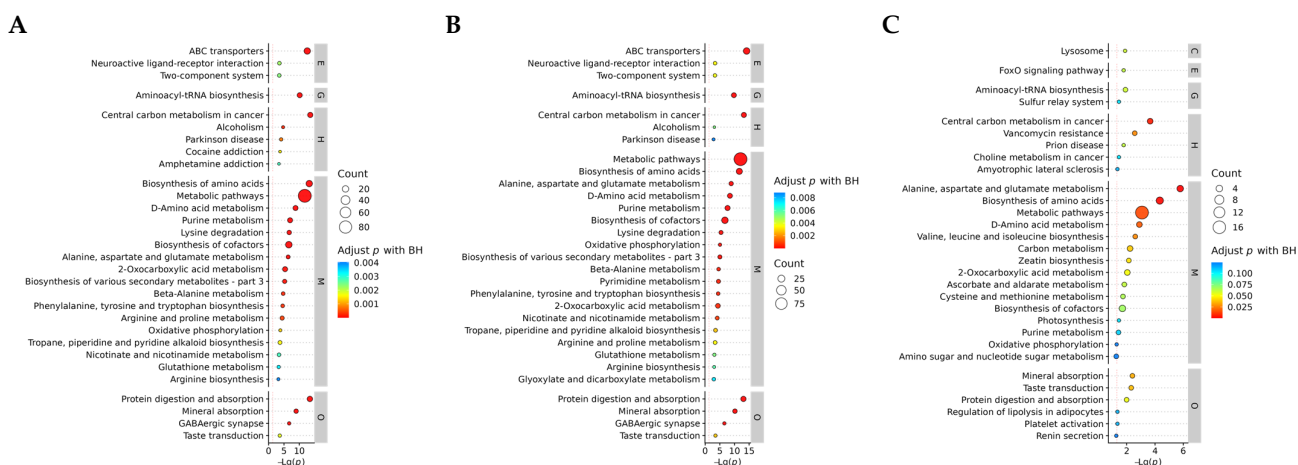 A
ABC transporters
Neuroactive ligand-receptor interaction
Two-component system
E
Aminoacyl-tRNA biosynthesis
G
Central carbon metabolism in cancer
Alcoholism
Parkinson disease
Cocaine addiction
Amphetamine addiction
H
Biosynthesis of amino acids
Metabolic pathways
D-Amino acid metabolism
Purine metabolism
Lysine degradation
Biosynthesis of cofactors
Alanine, aspartate and glutamate metabolism
2-Oxocarboxylic acid metabolism
Biosynthesis of various secondary metabolites - part 3
Beta-Alanine metabolism
Phenylalanine, tyrosine and tryptophan biosynthesis
Arginine and proline metabolism
Oxidative phosphorylation
Tropane, piperidine and pyridine alkaloid biosynthesis
Nicotinate and nicotinamide metabolism
Glutathione metabolism
Arginine biosynthesis
M
Protein digestion and absorption
Mineral absorption
GABAergic synapse
Taste transduction
O
0 5 10
−Lg(p)
Count
20
40
60
80
Adjust p with BH
0.004
0.003
0.002
0.001
B
ABC transporters
Neuroactive ligand-receptor interaction
Two-component system
E
Aminoacyl-tRNA biosynthesis
G
Central carbon metabolism in cancer
Alcoholism
Parkinson disease
H
Metabolic pathways
Biosynthesis of amino acids
Alanine, aspartate and glutamate metabolism
D-Amino acid metabolism
Purine metabolism
Biosynthesis of cofactors
Lysine degradation
Oxidative phosphorylation
Biosynthesis of various secondary metabolites - part 3
Beta-Alanine metabolism
Pyrimidine metabolism
Phenylalanine, tyrosine and tryptophan biosynthesis
2-Oxocarboxylic acid metabolism
Nicotinate and nicotinamide metabolism
Tropane, piperidine and pyridine alkaloid biosynthesis
Arginine and proline metabolism
Glutathione metabolism
Arginine biosynthesis
Glyoxylate and dicarboxylate metabolism
M
Protein digestion and absorption
Mineral absorption
GABAergic synapse
Taste transduction
O
0 5 10 15
−Lg(p)
Adjust p with BH
0.008
0.006
0.004
0.002
Count
25
50
75
C
Lysosome
C
FoxO signaling pathway
E
Aminoacyl-tRNA biosynthesis
Sulfur relay system
G
Central carbon metabolism in cancer
Vancomycin resistance
Prion disease
Choline metabolism in cancer
Amyotrophic lateral sclerosis
H
Alanine, aspartate and glutamate metabolism
Biosynthesis of amino acids
Metabolic pathways
D-Amino acid metabolism
Valine, leucine and isoleucine biosynthesis
Carbon metabolism
Zeatin biosynthesis
2-Oxocarboxylic acid metabolism
Ascorbate and aldarate metabolism
Cysteine and methionine metabolism
Biosynthesis of cofactors
Photosynthesis
Purine metabolism
Oxidative phosphorylation
Amino sugar and nucleotide sugar metabolism
M
Mineral absorption
Taste transduction
Protein digestion and absorption
Regulation of lipolysis in adipocytes
Platelet activation
Renin secretion
O
2 4 6
−Lg(p)
Count
4
8
12
16
Adjust p with BH
0.100
0.075
0.050
0.025